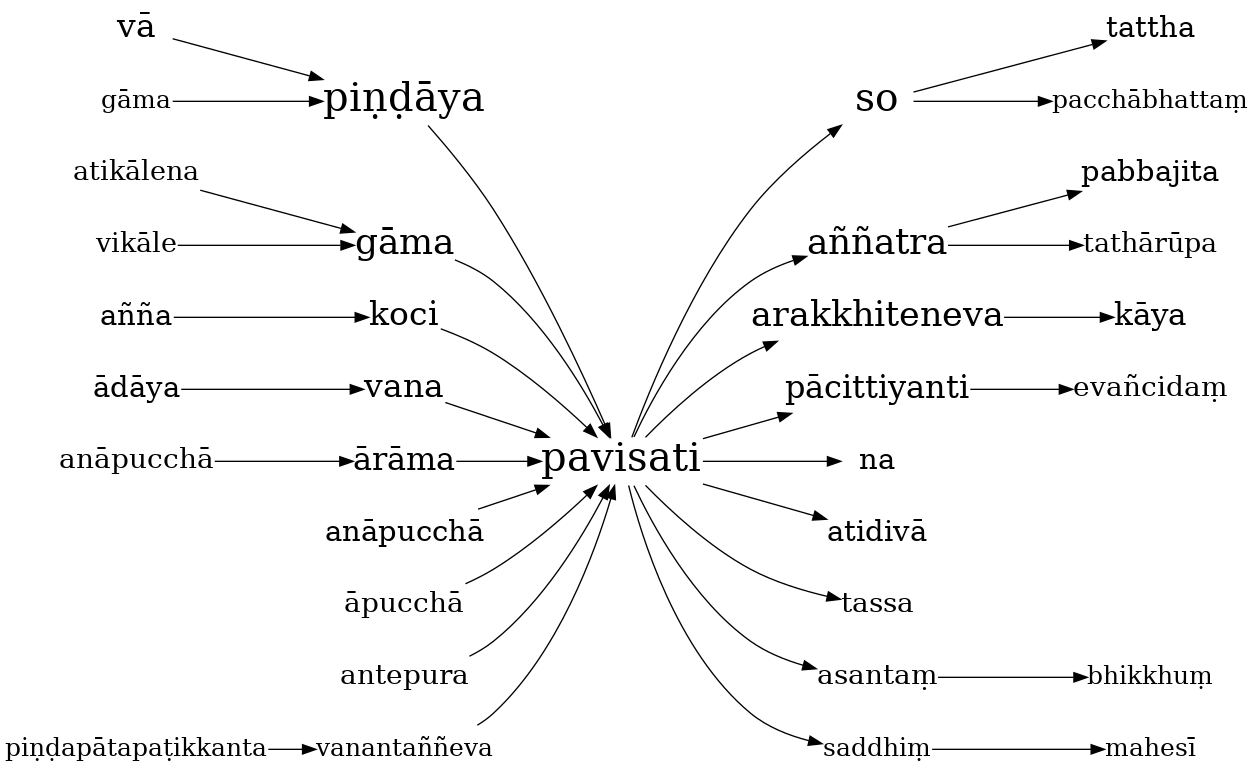 vā
tattha
gāma
piṇḍāya
so
pacchābhattaṃ
atikālena
pabbajita
vikāle
gāma
aññatra
tathārūpa
añña
koci
arakkhiteneva
kāya
ādāya
vana
pācittiyanti
evañcidaṃ
anāpucchā
ārāma
pavisati
na
anāpucchā
atidivā
āpucchā
tassa
antepura
asantaṃ
bhikkhuṃ
piṇḍapātapaṭikkanta
vanantaññeva
saddhiṃ
mahesī